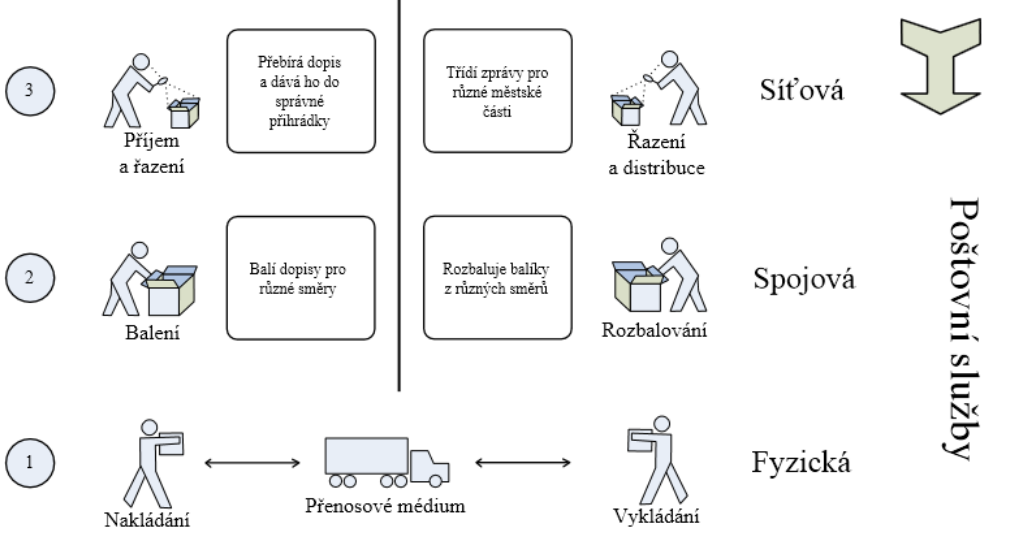 3
Příjem
a řazení
Přebírá dopis
a dává ho do
správné
přihrádky
Třídí zprávy pro
různé městské
části
Řazení
a distribuce
Síťová
2
Balení
Balí dopisy pro
různé směry
Rozbaluje balíky
z různých směrů
Rozbalování
Spojová
1
Nakládání
Přenosové médium
Vykládání
Fyzická
Poštovní služby